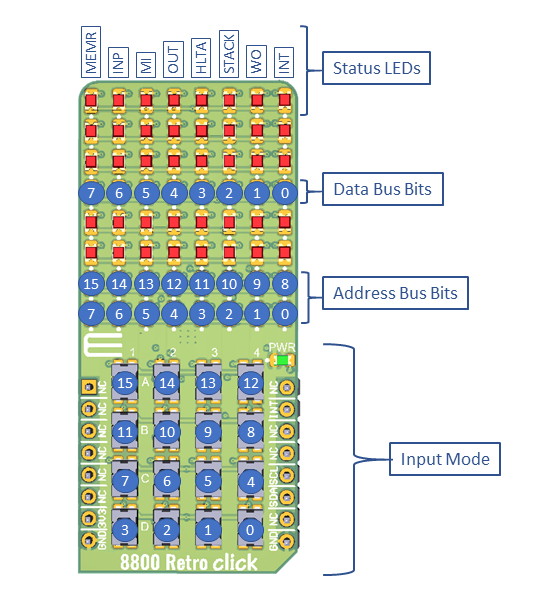 MEMR INP MI OUT HLTA STACK WO INT
Status LEDs
7 6 5 4 3 2 1 0
Data Bus Bits
15 14 13 12 11 10 9 8
Address Bus Bits
7 6 5 4 3 2 1 0
PWR
1 2 3 4
NC 15 A 14 13 12 NC
NC INT
NC 11 B 10 9 8 NC
NC NC
NC 7 C 6 5 4 SCL
NC SDA
3V3 3 D 2 1 0 NC
GND GND
Input Mode
8800 Retro click